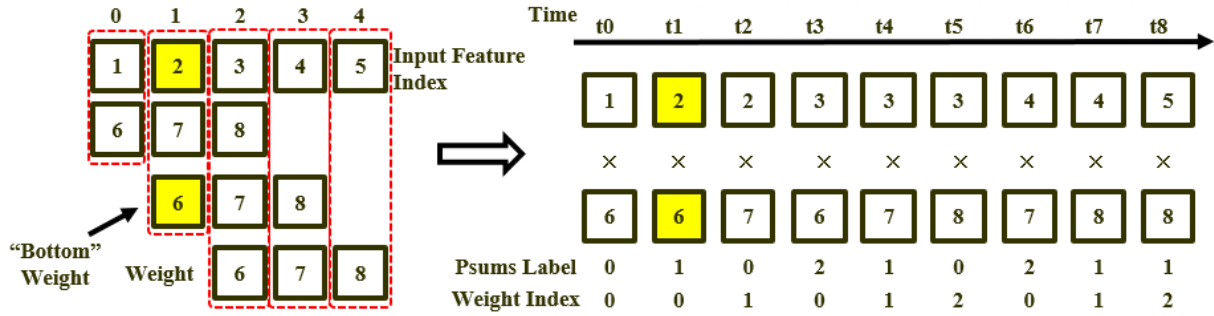 0 1 2 3 4
1 2 3 4 5
Input Feature
Index
6 7 8
6 7 8
"Bottom"
Weight
Weight
6 7 8
Time t0 t1 t2 t3 t4 t5 t6 t7 t8
1 2 2 3 3 3 4 4 5
× × × × × × × × ×
6 6 7 6 7 8 7 8 8
Psums Label 0 1 0 2 1 0 2 1 1
Weight Index 0 0 1 0 1 2 0 1 2